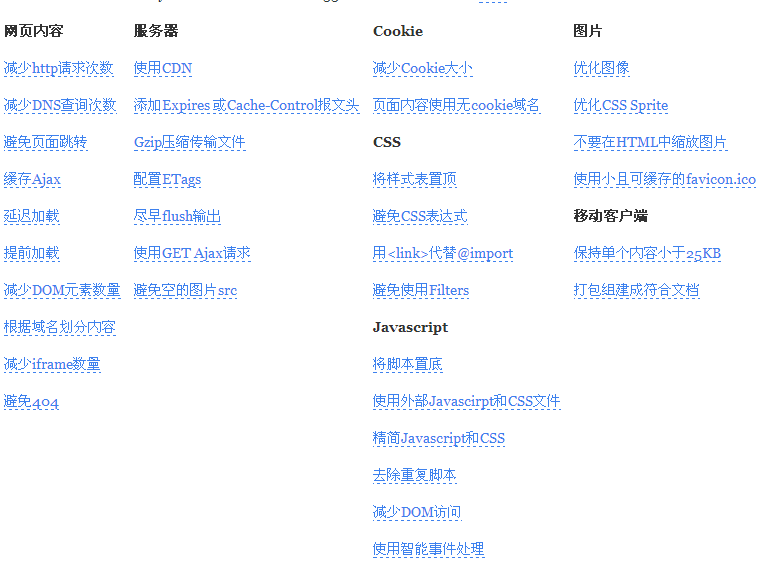 网页内容
减少http请求次数
减少DNS查询次数
避免页面跳转
缓存Ajax
延迟加载
提前加载
减少DOM元素数量
根据域名划分内容
减少iframe数量
避免404
服务器
使用CDN
添加Expires 或Cache-Control报文头
Gzip压缩传输文件
配置ETags
尽早flush输出
使用GET Ajax请求
避免空的图片src
Cookie
减少Cookie大小
页面内容使用无cookie域名
CSS
将样式表置顶
避免CSS表达式
用<link>代替@import
避免使用Filters
Javascript
将脚本置底
使用外部Javascirpt和CSS文件
精简Javascript和CSS
去除重复脚本
减少DOM访问
使用智能事件处理
图片
优化图像
优化CSS Sprite
不要在HTML中缩放图片
使用小且可缓存的favicon.ico
移动客户端
保持单个内容小于25KB
打包组建成符合文档